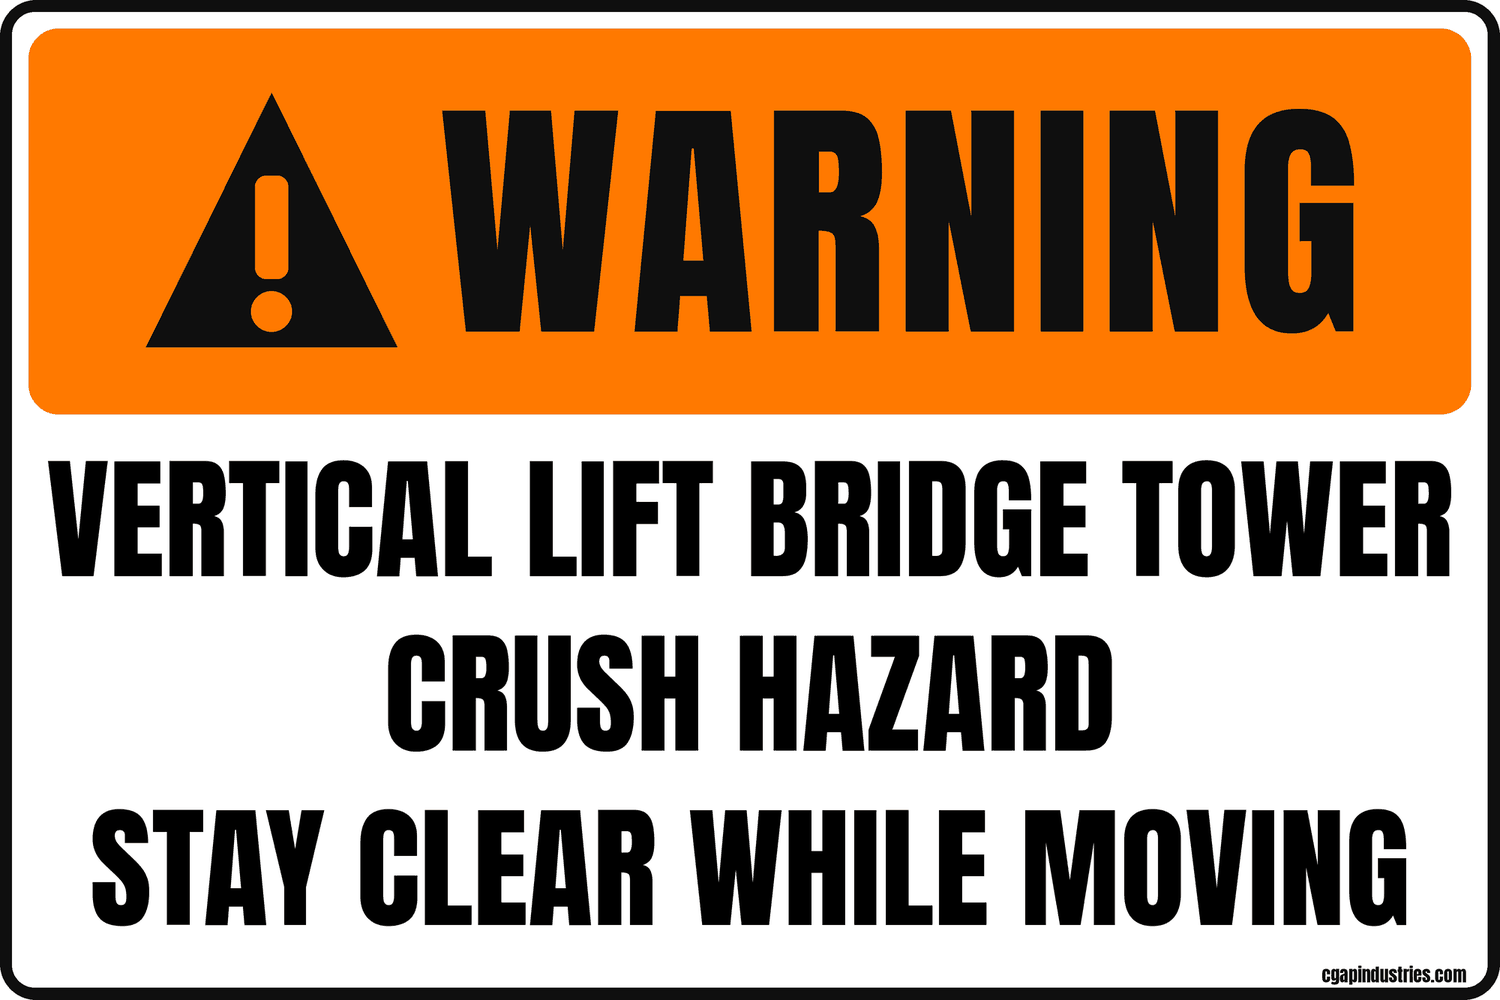 WARNING
VERTICAL LIFT BRIDGE TOWER
CRUSH HAZARD
STAY CLEAR WHILE MOVING
cgapindustries.com